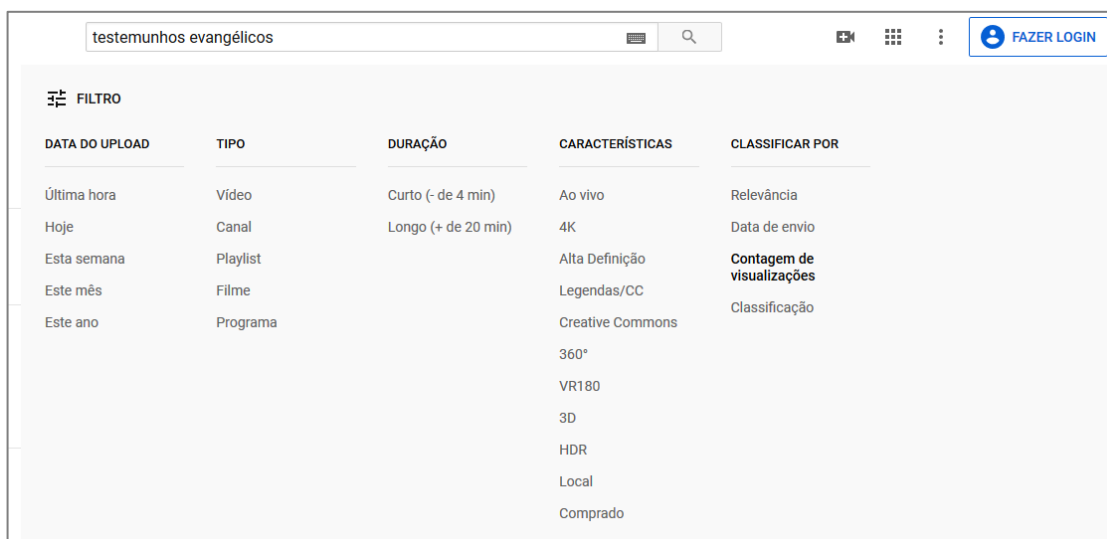 testemunhos evangélicos
FAZER LOGIN
FILTRO
DATA DO UPLOAD
Última hora
Hoje
Esta semana
Este mês
Este ano
TIPO
Vídeo
Canal
Playlist
Filme
Programa
DURAÇÃO
Curto (- de 4 min)
Longo (+ de 20 min)
CARACTERÍSTICAS
Ao vivo
4K
Alta Definição
Legendas/CC
Creative Commons
360°
VR180
3D
HDR
Local
Comprado
CLASSIFICAR POR
Relevância
Data de envio
Contagem de
visualizações
Classificação